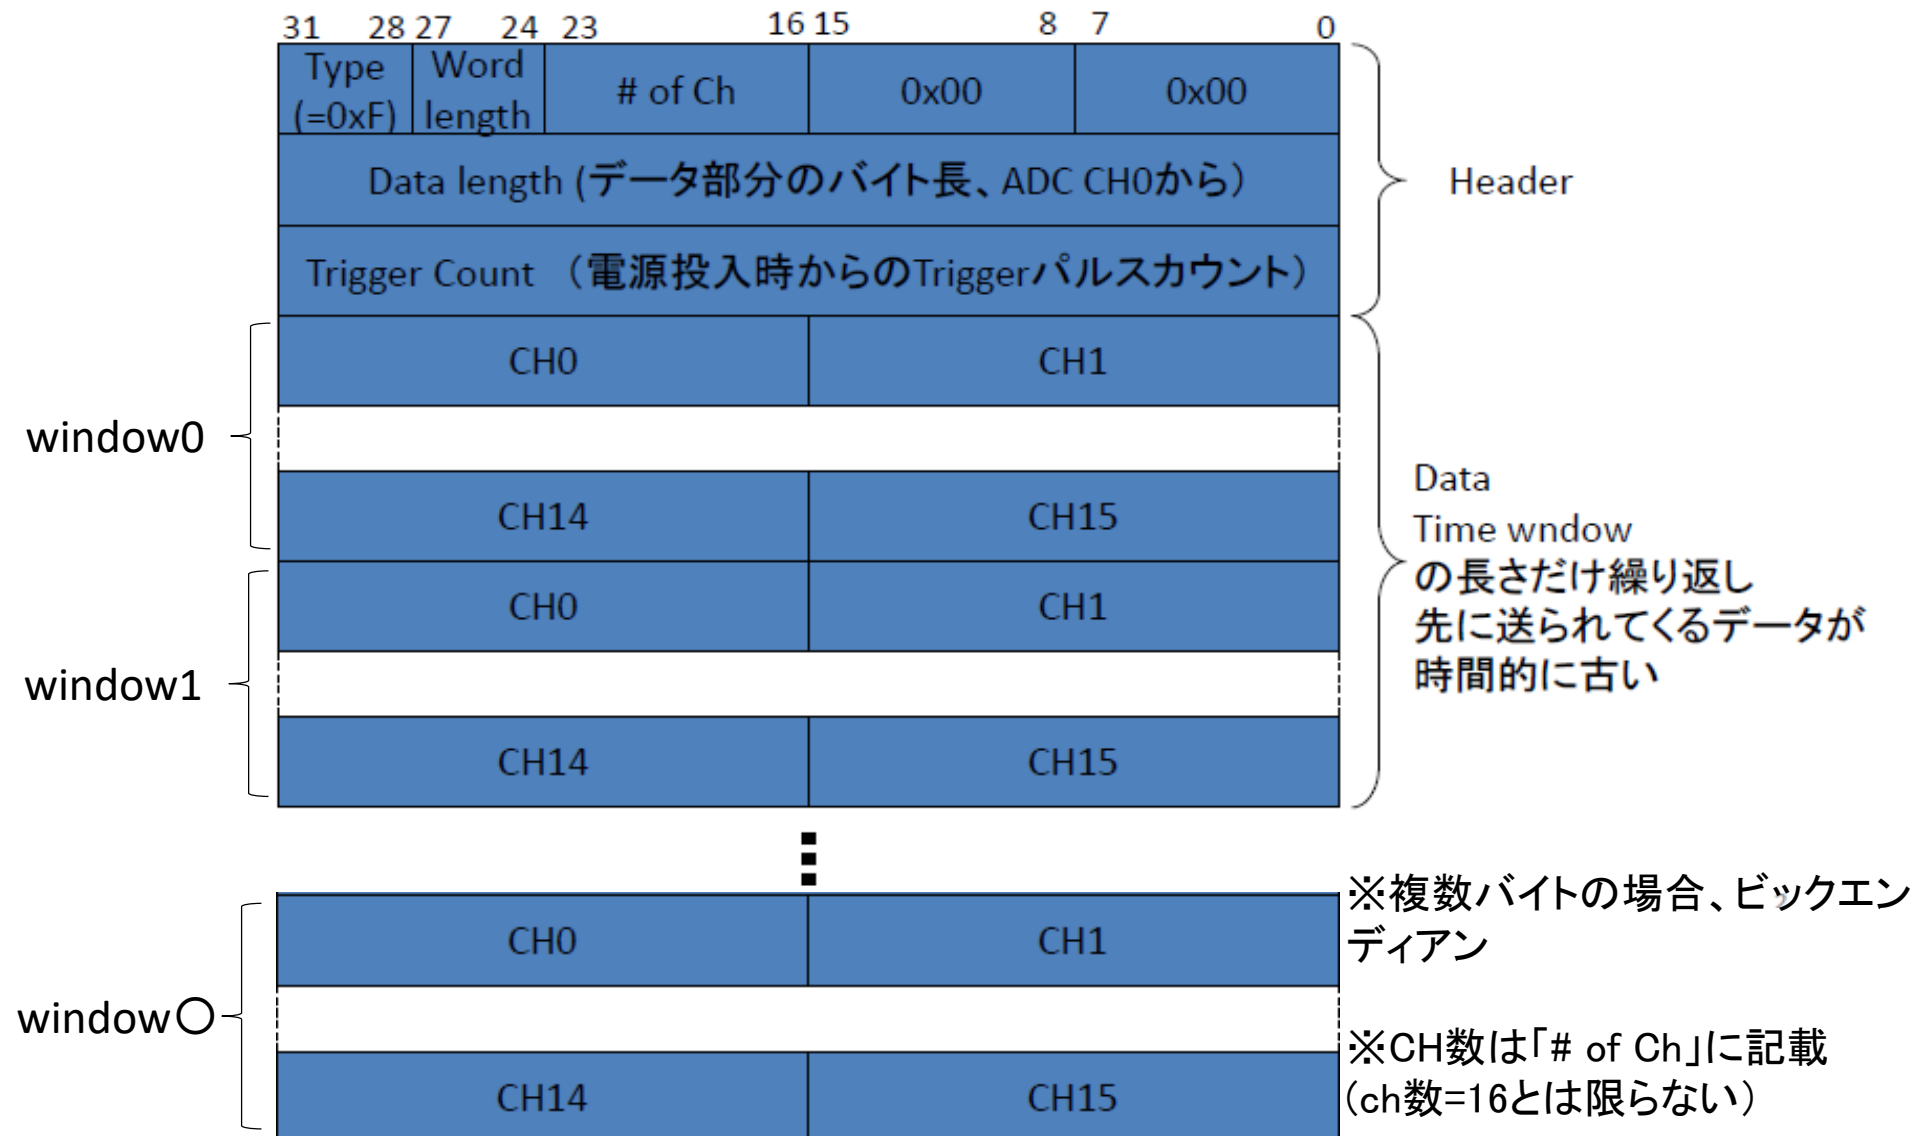 31 28 27 24 23 16 15 8 7 0
Type
(=0xF)
Word
length
# of Ch
0x00
0x00
Data length (データ部分のバイト長、ADC CH0から)
Trigger Count （電源投入時からのTriggerパルスカウント）
Header
window0
CH0
CH1
CH14
CH15
window1
CH0
CH1
CH14
CH15
Data
Time wndow
の長さだけ繰り返し
先に送られてくるデータが
時間的に古い
window○
CH0
CH1
CH14
CH15
※複数バイトの場合、ビックエン
ディアン
※CH数は「# of Ch」に記載
（ch数=16とは限らない）